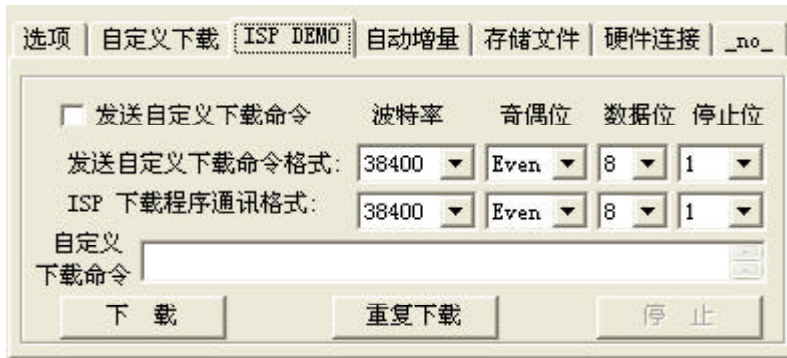 选项 自定义下载 ISP DEMO 自动增量 存储文件 硬件连接 _no_
发送自定义下载命令 波特率 奇偶位 数据位 停止位
发送自定义下载命令格式: 38400 Even 8 1
ISP 下载程序通讯格式: 38400 Even 8 1
自定义
下载命令
下 载 重复下载 停 止